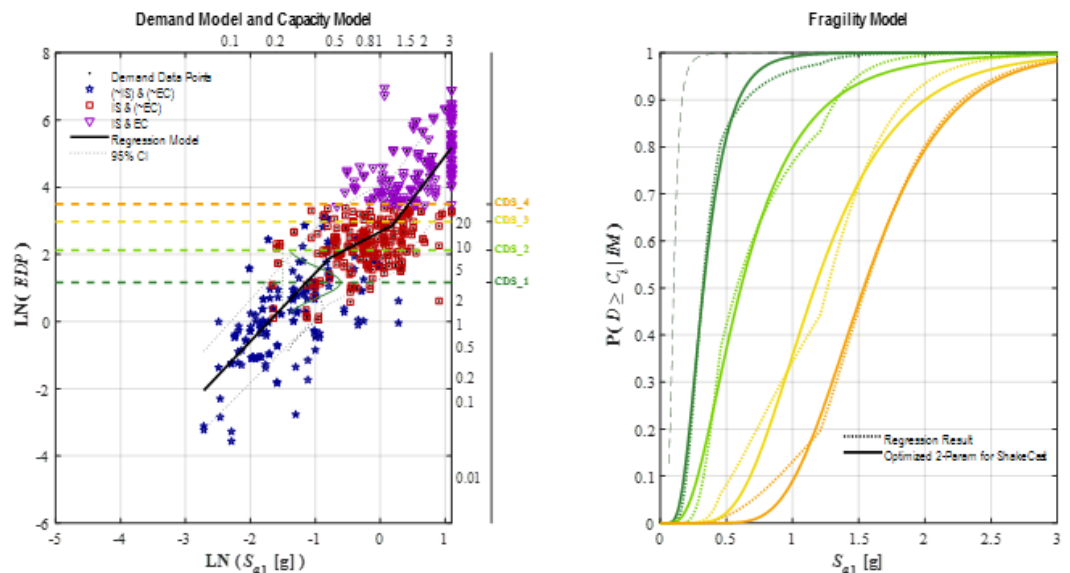 Demand Model and Capacity Model
0.1 0.2 0.5 0.81 1.5 2 3
8
6
4
2
0
-2
-4
-6
Demand Data Points
(~IS) & (~EC)
IS & (~EC)
IS & EC
Regression Model
95% CI
CDS_4
CDS_3
CDS_2
CDS_1
20
10
5
2
1
0.5
0.2
0.1
0.01
LN(EDP)
-5 -4 -3 -2 -1 0 1
LN (S_a1 [g])
Fragility Model
1
0.9
0.8
0.7
0.6
0.5
0.4
0.3
0.2
0.1
0
P(D ≥ C_i | IM)
Regression Result
Optimized 2-Param for ShakeCast
0 0.5 1 1.5 2 2.5 3
S_a1 [g]